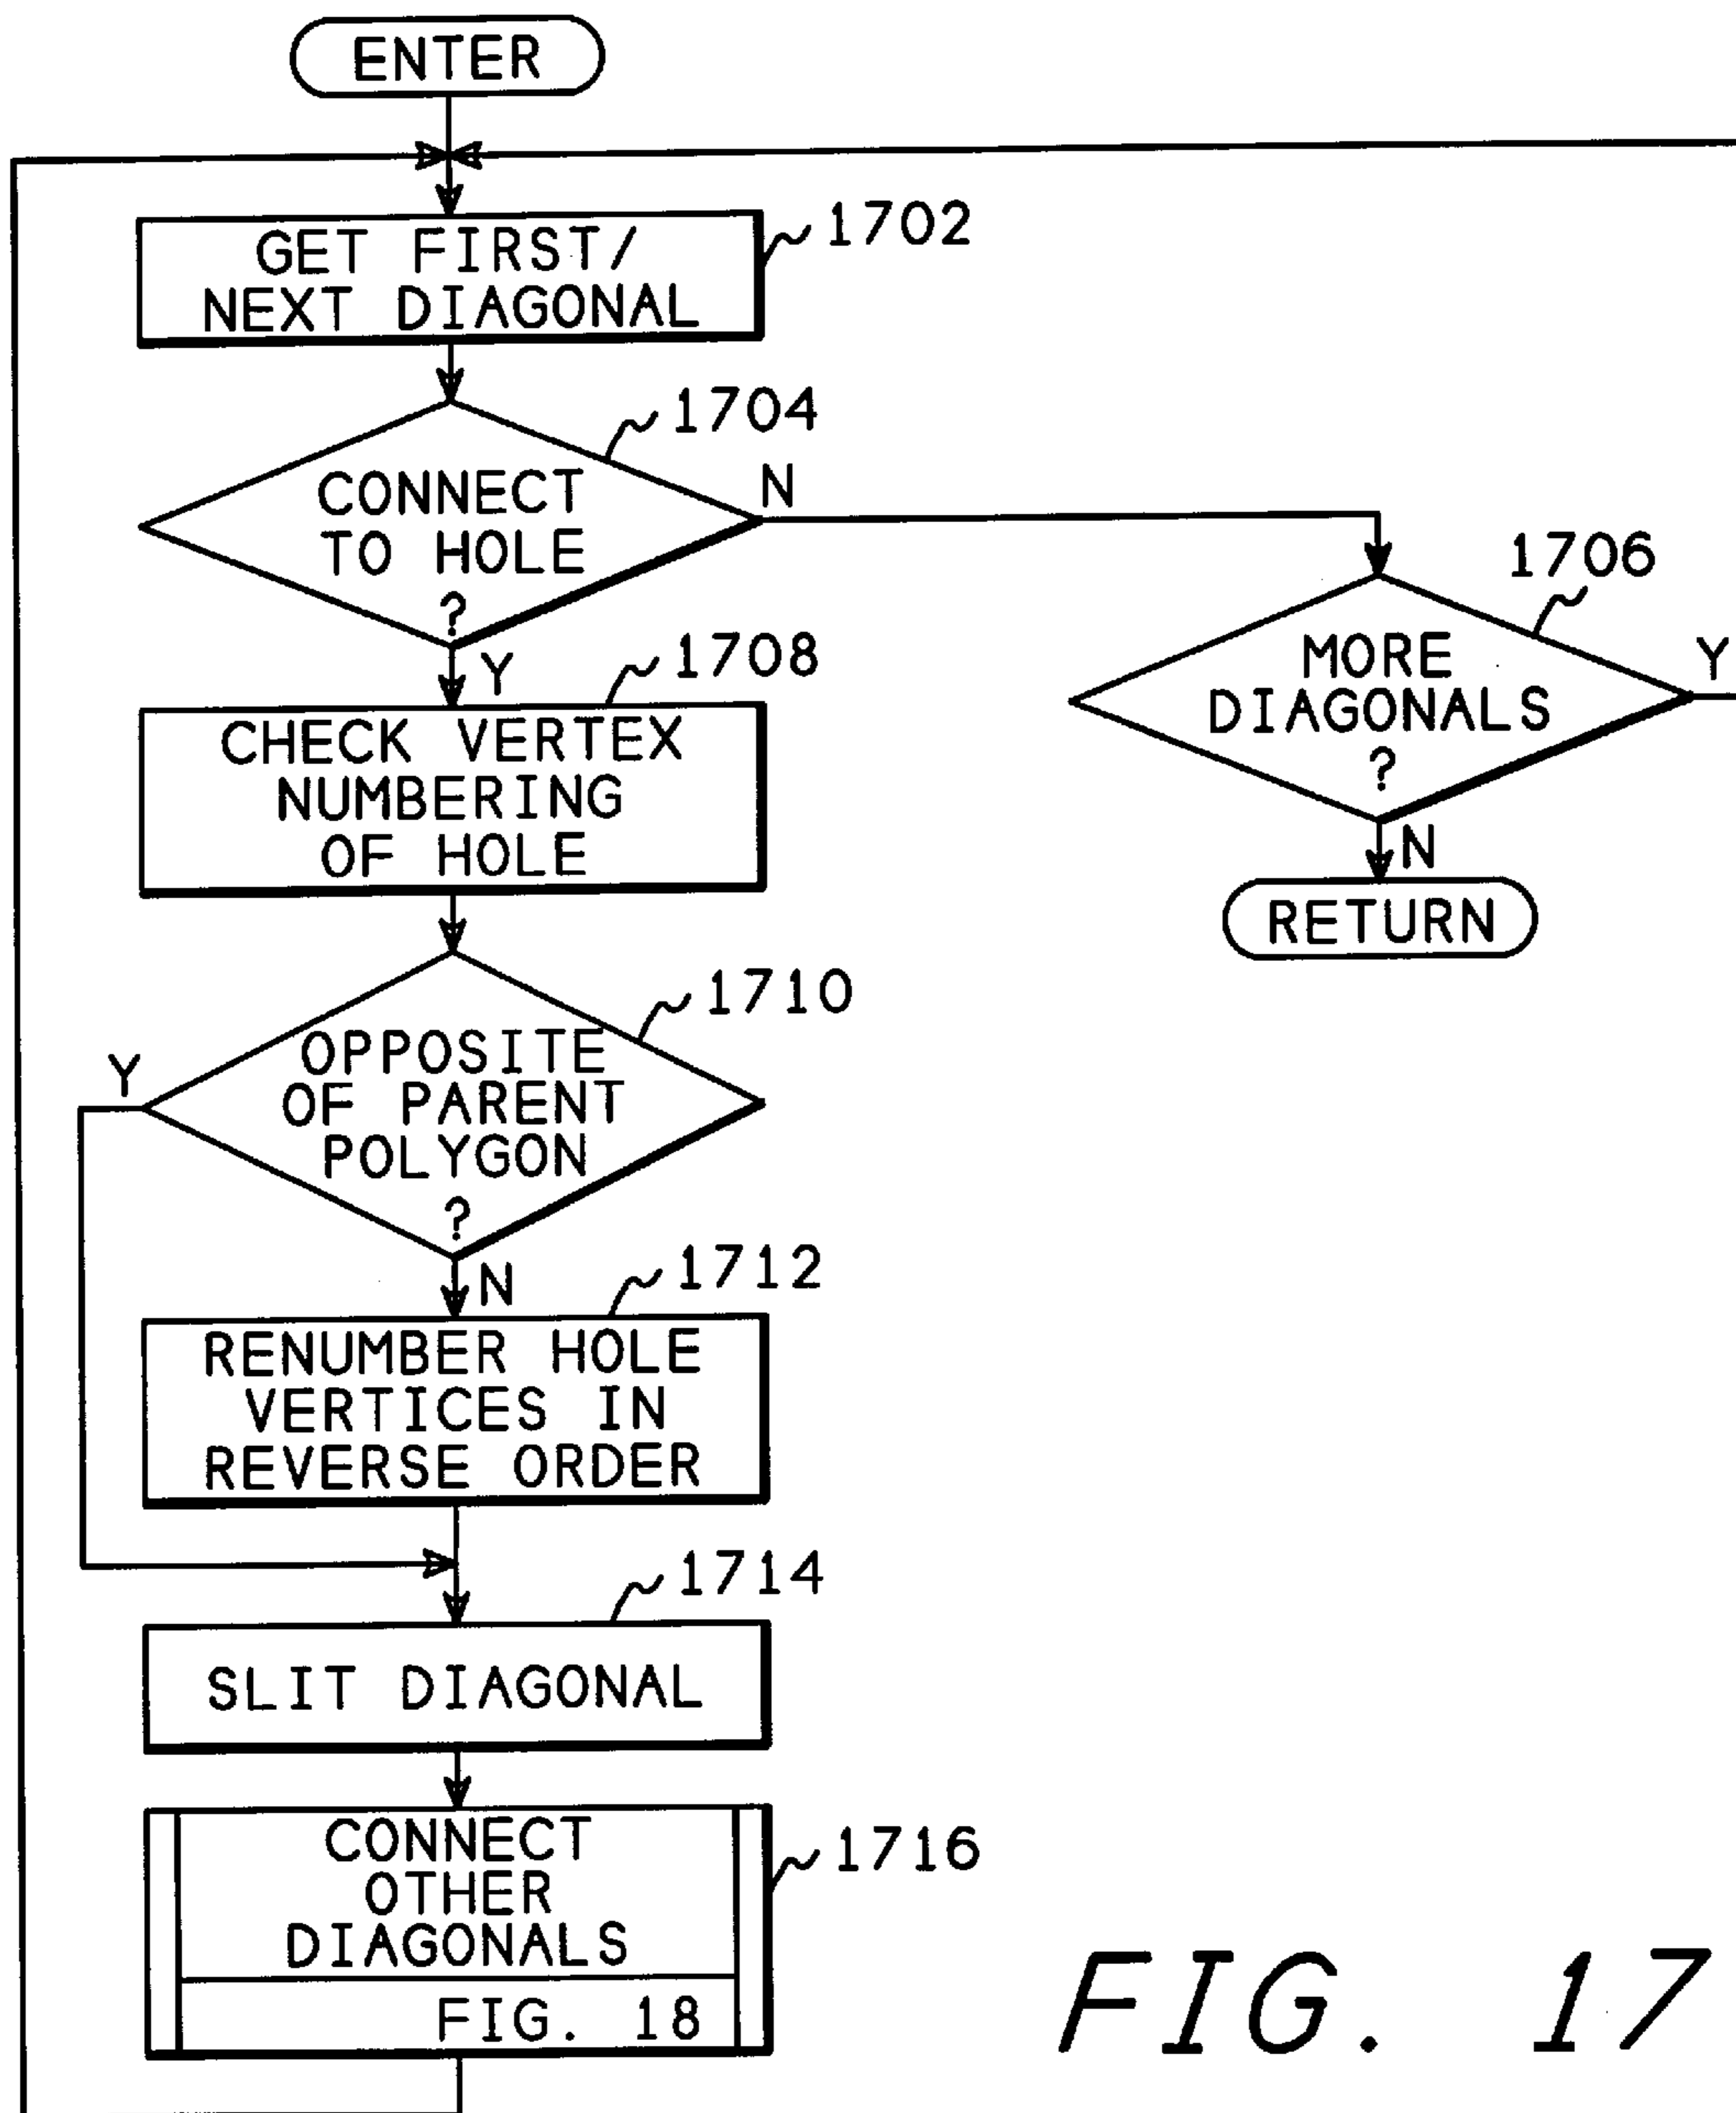 ENTER
GET FIRST/
NEXT DIAGONAL
1702
CONNECT
TO HOLE
?
1704
N
Y
MORE
DIAGONALS
?
1706
Y
N
RETURN
CHECK VERTEX
NUMBERING
OF HOLE
1708
OPPOSITE
OF PARENT
POLYGON
?
1710
Y
N
RENUMBER HOLE
VERTICES IN
REVERSE ORDER
1712
SLIT DIAGONAL
1714
CONNECT
OTHER
DIAGONALS
FIG. 18
1716
FIG. 17